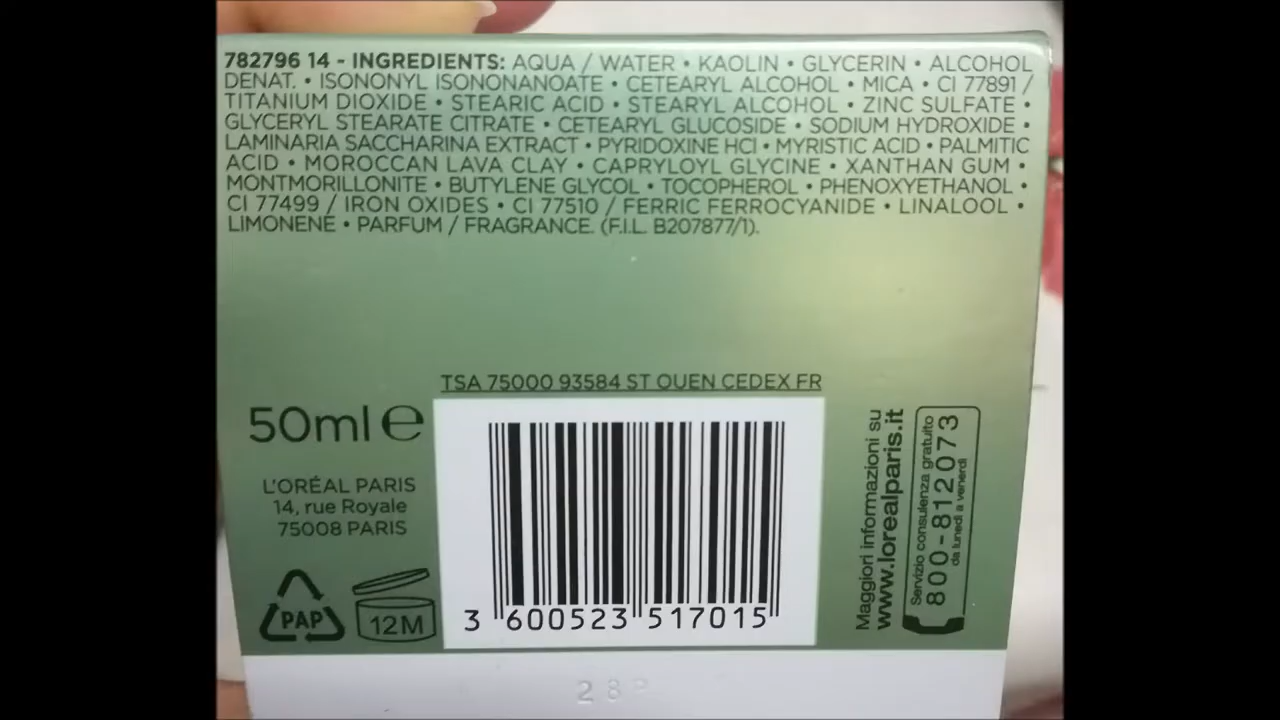 782796 14 - INGREDIENTS: AQUA / WATER • KAOLIN • GLYCERIN • ALCOHOL
DENAT. • ISONONYL ISONONANOATE • CETEARYL ALCOHOL • MICA • CI 77891 /
TITANIUM DIOXIDE • STEARIC ACID • STEARYL ALCOHOL • ZINC SULFATE •
GLYCERYL STEARATE CITRATE • CETEARYL GLUCOSIDE • SODIUM HYDROXIDE •
LAMINARIA SACCHARINA EXTRACT • PYRIDOXINE HCI • MYRISTIC ACID • PALMITIC
ACID • MOROCCAN LAVA CLAY • CAPRYLOYL GLYCINE • XANTHAN GUM •
MONTMORILLONITE • BUTYLENE GLYCOL • TOCOPHEROL • PHENOXYETHANOL •
CI 77499 / IRON OXIDES • CI 77510 / FERRIC FERROCYANIDE • LINALOOL •
LIMONENE • PARFUM / FRAGRANCE. (F.I.L. B207877/1).
TSA 75000 93584 ST OUEN CEDEX FR
50ml e
L'ORÉAL PARIS
14, rue Royale
75008 PARIS
PAP
12M
3 600523 517015
Maggiori informazioni su
www.lorealparis.it
Servizio consulenza gratuito
800-812073
da lunedì a venerdì
28